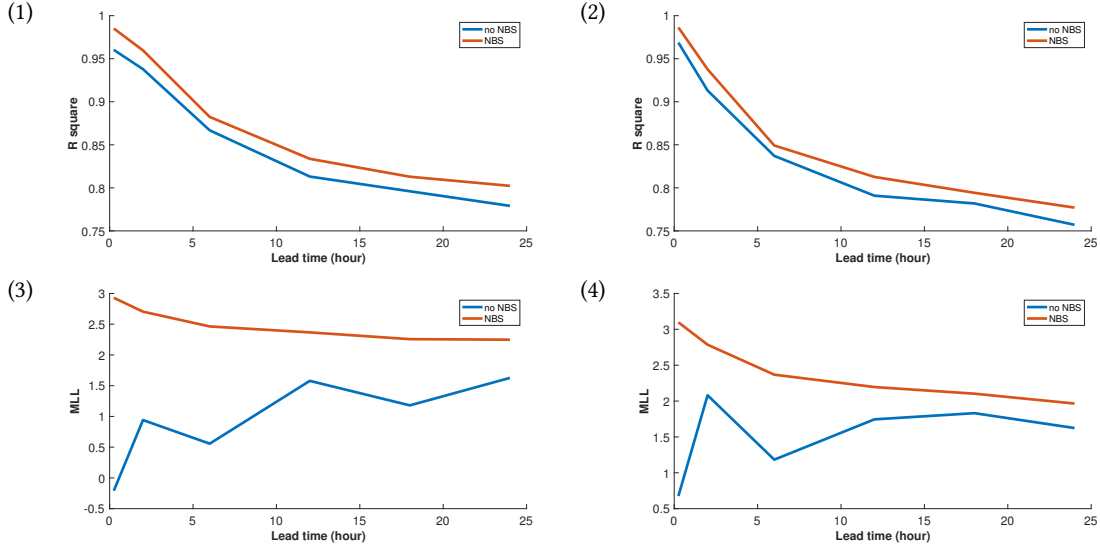 (1)
1
0.95
0.9
0.85
0.8
0.75
R square
0 5 10 15 20 25
Lead time (hour)
no NBS
NBS
(2)
1
0.95
0.9
0.85
0.8
0.75
R square
0 5 10 15 20 25
Lead time (hour)
no NBS
NBS
(3)
3
2.5
2
1.5
1
0.5
0
-0.5
MLL
0 5 10 15 20 25
Lead time (hour)
no NBS
NBS
(4)
3.5
3
2.5
2
1.5
1
0.5
MLL
0 5 10 15 20 25
Lead time (hour)
no NBS
NBS